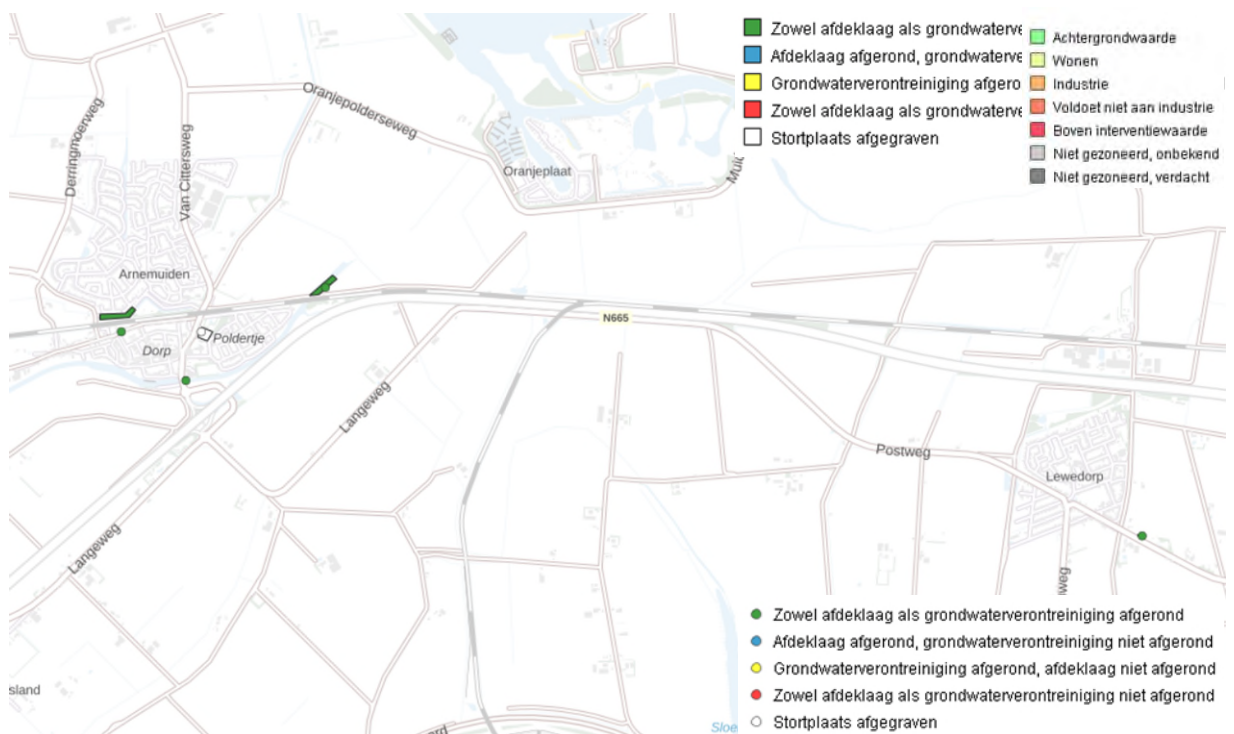 Zowel afdeklaag als grondwaterve
Afdeklaag afgerond, grondwaterve
Grondwaterverontreiniging afgero
Zowel afdeklaag als grondwaterve
Stortplaats afgegraven
Achtergrondwaarde
Wonen
Industrie
Voldoet niet aan industrie
Boven interventiewaarde
Niet gezoneerd, onbekend
Niet gezoneerd, verdacht
Oranjepolderseweg
Derringmoerweg
Van Cittersweg
Oranjeplaat
Muid
Arnemuiden
N665
Poldertje
Dorp
Langeweg
Postweg
Lewedorp
Langeweg
weg
sland
Sloe
Zowel afdeklaag als grondwaterverontreiniging afgerond
Afdeklaag afgerond, grondwaterverontreiniging niet afgerond
Grondwaterverontreiniging afgerond, afdeklaag niet afgerond
Zowel afdeklaag als grondwaterverontreiniging niet afgerond
Stortplaats afgegraven